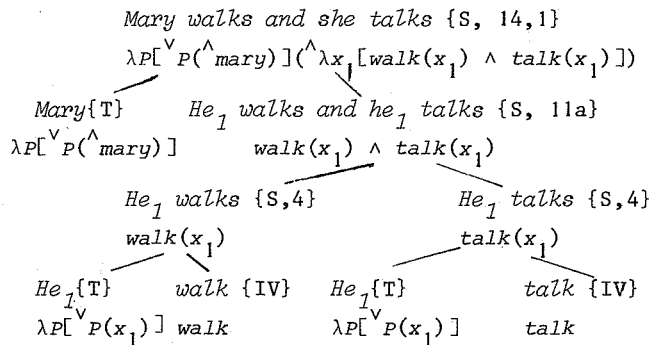 Mary walks and she talks {S, 14,1}
λP[ˇP(^mary)](^λx₁[walk(x₁) ∧ talk(x₁)])
Mary{T} He₁ walks and he₁ talks {S, 11a}
λP[ˇP(^mary)] walk(x₁) ∧ talk(x₁)
He₁ walks {S,4} He₁ talks {S,4}
walk(x₁) talk(x₁)
He₁{T} walk {IV} He₁{T} talk {IV}
λP[ˇP(x₁)] walk λP[ˇP(x₁)] talk